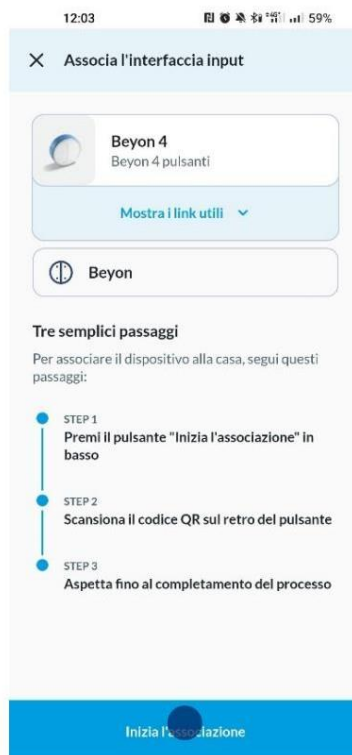 12:03
59%
Associa l'interfaccia input
Beyon 4
Beyon 4 pulsanti
Mostra i link utili
Beyon
Tre semplici passaggi
Per associare il dispositivo alla casa, segui questi
passaggi:
STEP 1
Premi il pulsante "Inizia l'associazione" in
basso
STEP 2
Scansiona il codice QR sul retro del pulsante
STEP 3
Aspetta fino al completamento del processo
Inizia l'associazione